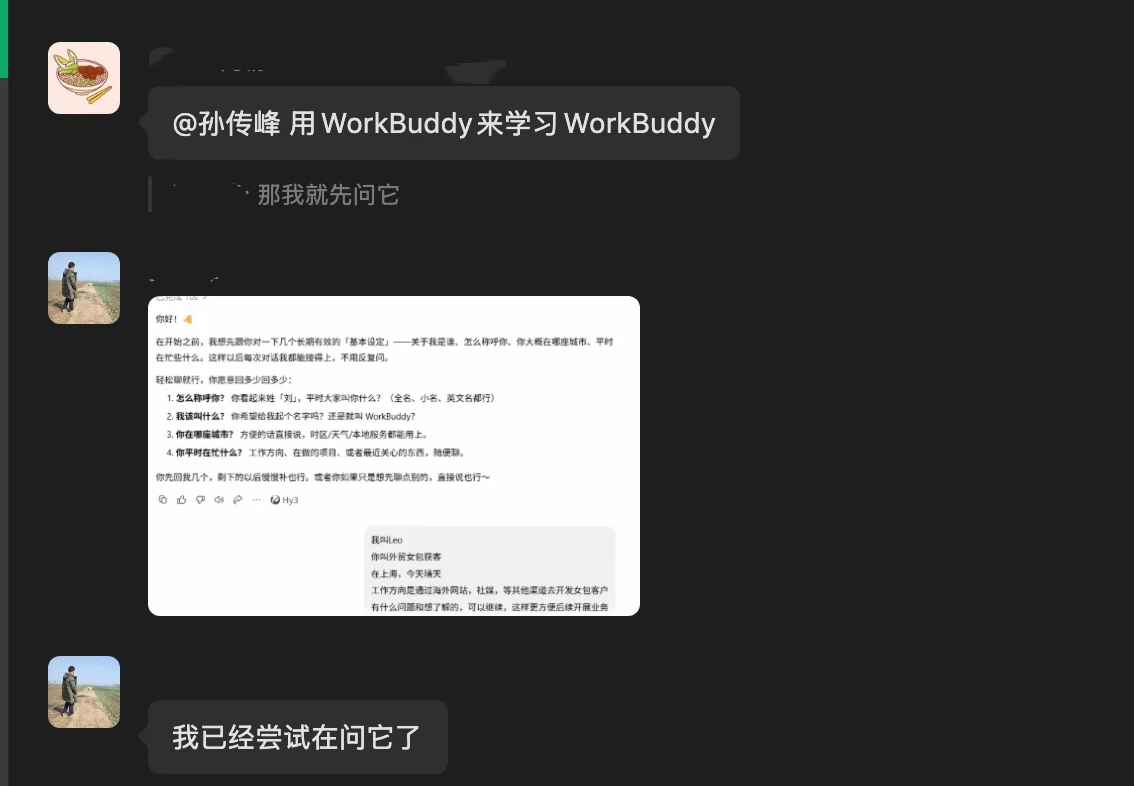 @孙传峰 用WorkBuddy来学习WorkBuddy
那我就先问它
你好！
在开始之前，我想先跟你对一下几个长期有效的「基本设定」——关于我是谁、怎么称呼你、你大概在哪座城市、平时
在忙些什么。这样以后每次对话我都能接得上，不用反复问。
轻松聊就行，你愿意回多少回多少：
1. 怎么称呼你？ 你看起来姓「刘」，平时大家叫你什么？（全名、小名、英文名都行）
2. 我该叫什么？ 你希望给我起个名字吗？还是就叫 WorkBuddy？
3. 你在哪座城市？ 方便的话直接说，时区/天气/本地服务都能用上。
4. 你平时在忙什么？ 工作方向、在做的项目、或者最近关心的东西，随便聊。
你先回我几个，剩下的以后慢慢补也行。或者你如果只是想先聊点别的，直接说也行～
Hy3
我叫Leo
你叫外贸女包获客
在上海，今天晴天
工作方向是通过海外网站，社媒，等其他渠道去开发女包客户
有什么问题和想了解的，可以继续，这样更方便后续开展业务
我已经尝试在问它了